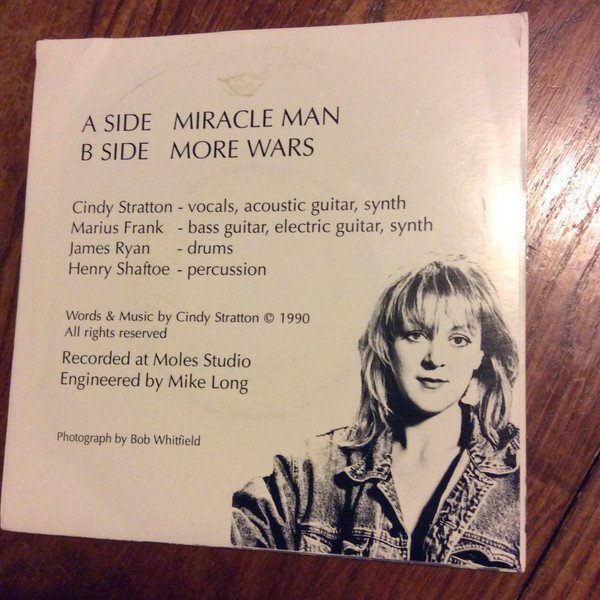 A SIDE MIRACLE MAN
B SIDE MORE WARS
Cindy Stratton - vocals, acoustic guitar, synth
Marius Frank - bass guitar, electric guitar, synth
James Ryan - drums
Henry Shaftoe - percussion
Words & Music by Cindy Stratton © 1990
All rights reserved
Recorded at Moles Studio
Engineered by Mike Long
Photograph by Bob Whitfield